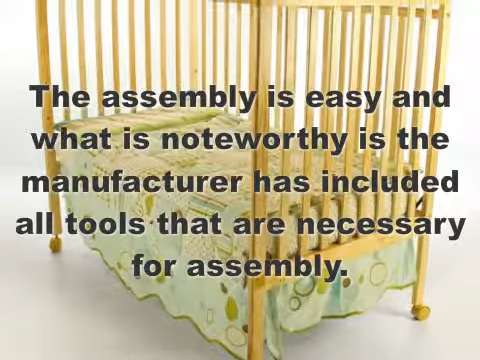 The assembly is easy and
what is noteworthy is the
manufacturer has included
all tools that are necessary
for assembly.